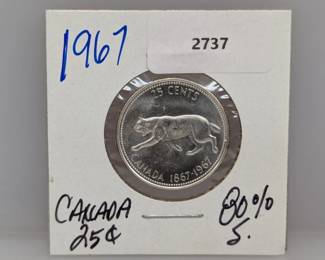 1967
2737
25 CENTS
CANADA 1867-1967
CANADA
25¢
80%
S.